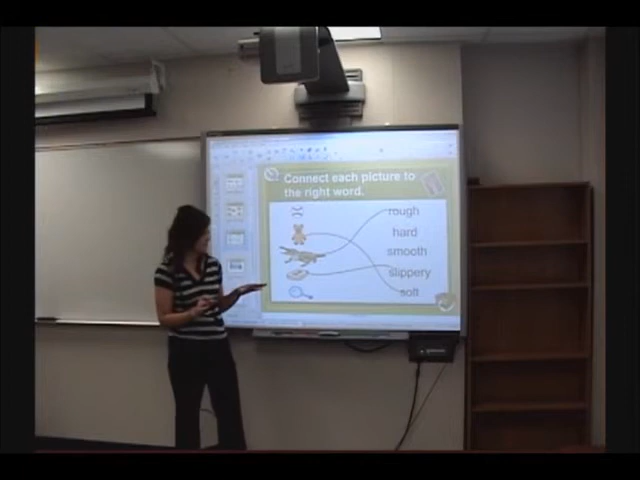 Connect each picture to
the right word.
rough
hard
smooth
slippery
soft